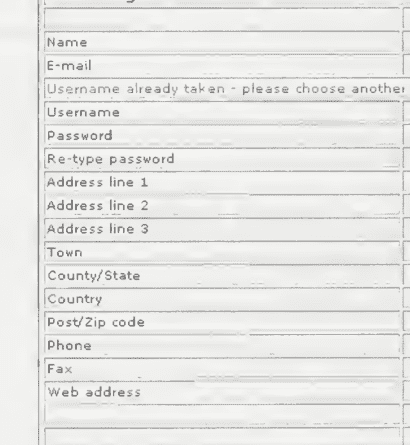 Name
E-mail
Username already taken - please choose another
Username
Password
Re-type password
Address line 1
Address line 2
Address line 3
Town
County/State
Country
Post/Zip code
Phone
Fax
Web address